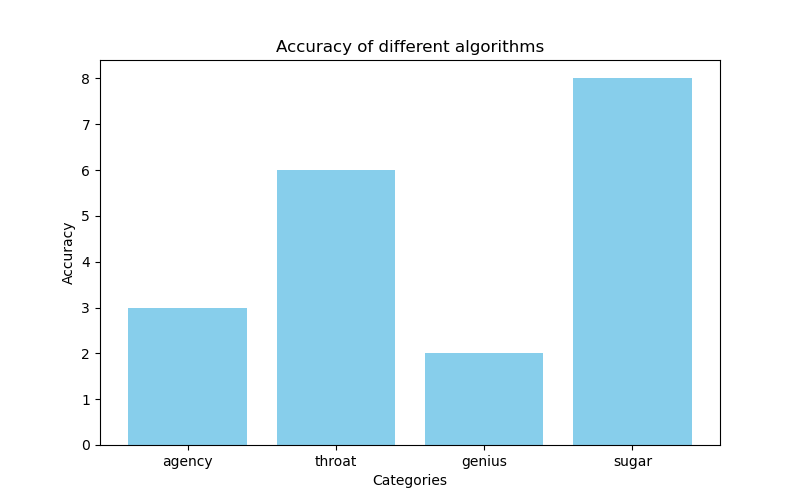 Accuracy of different algorithms
Accuracy
8
7
6
5
4
3
2
1
0
agency throat genius sugar
Categories